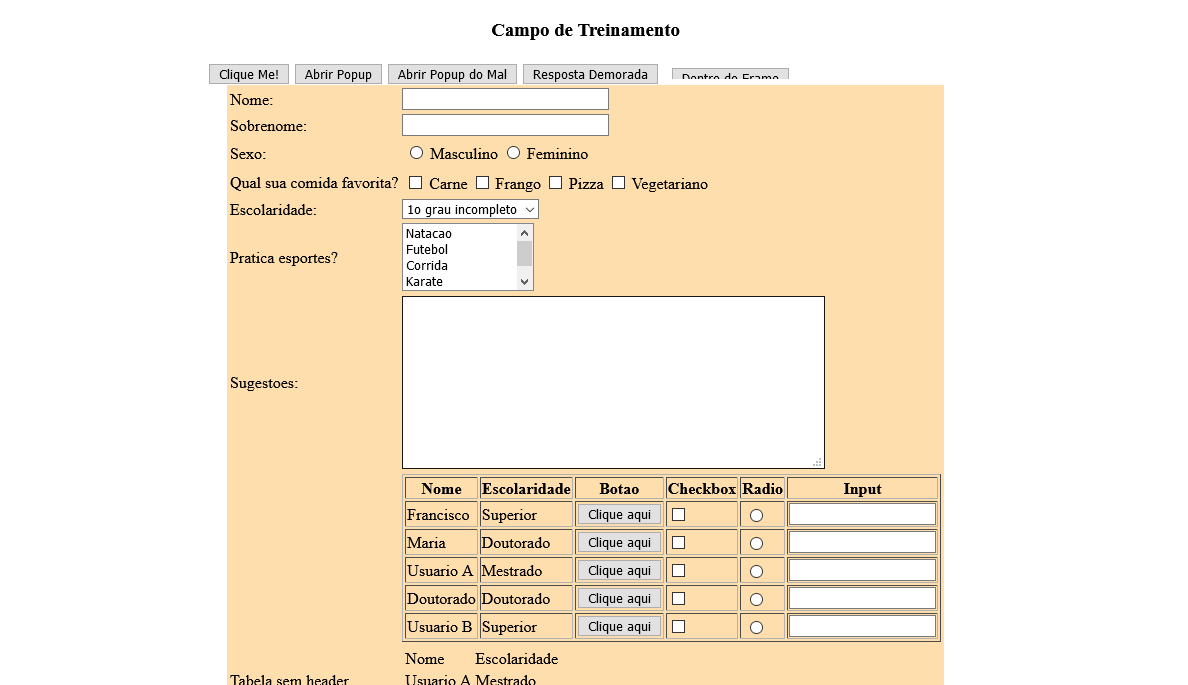 Campo de Treinamento
Clique Me! Abrir Popup Abrir Popup do Mal Resposta Demorada Dentro do Frame
Nome:
Sobrenome:
Sexo: Masculino Feminino
Qual sua comida favorita? Carne Frango Pizza Vegetariano
Escolaridade: 1o grau incompleto
Pratica esportes?
Natacao
Futebol
Corrida
Karate
Sugestoes:
Nome Escolaridade Botao Checkbox Radio Input
Francisco Superior Clique aqui
Maria Doutorado Clique aqui
Usuario A Mestrado Clique aqui
Doutorado Doutorado Clique aqui
Usuario B Superior Clique aqui
Nome Escolaridade
Tabela sem header Usuario A Mestrado